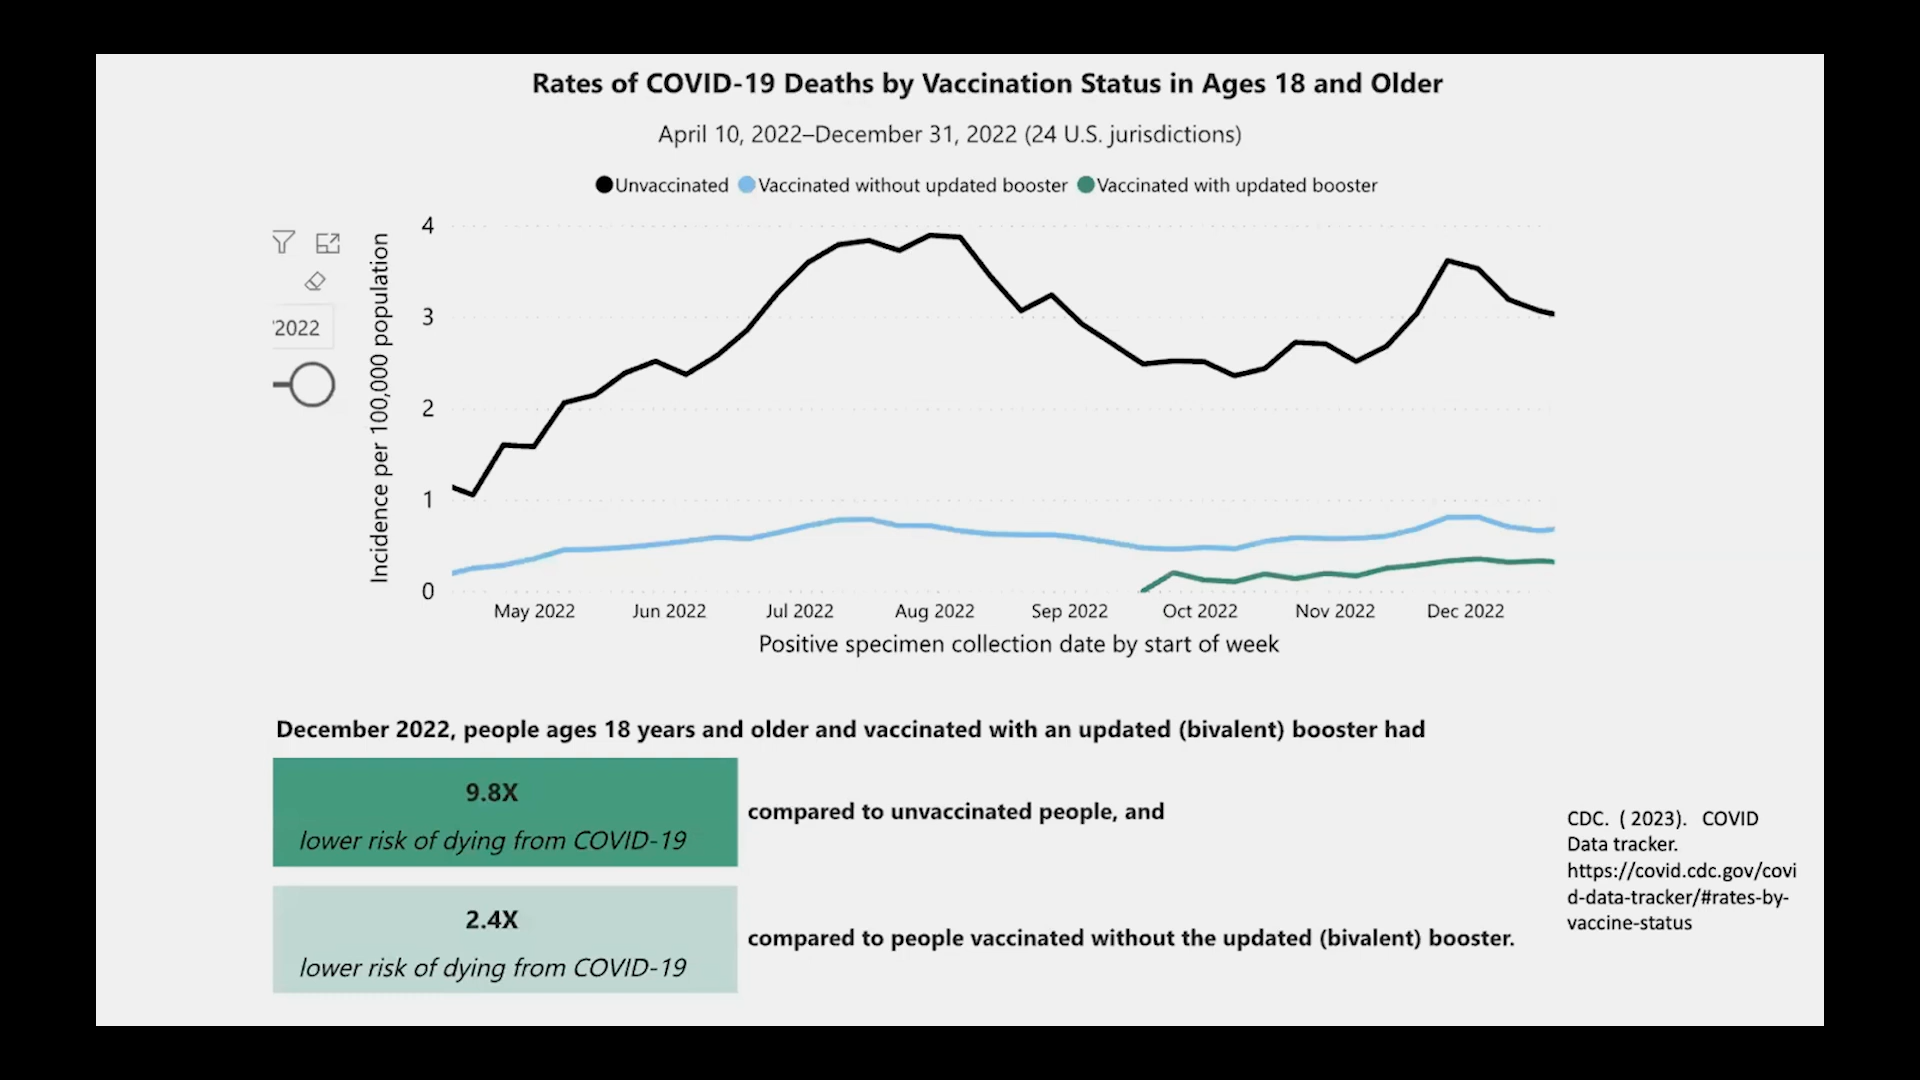 Rates of COVID-19 Deaths by Vaccination Status in Ages 18 and Older
April 10, 2022–December 31, 2022 (24 U.S. jurisdictions)
Unvaccinated Vaccinated without updated booster Vaccinated with updated booster
'2022
Incidence per 100,000 population
4
3
2
1
0
May 2022 Jun 2022 Jul 2022 Aug 2022 Sep 2022 Oct 2022 Nov 2022 Dec 2022
Positive specimen collection date by start of week
December 2022, people ages 18 years and older and vaccinated with an updated (bivalent) booster had
9.8X
lower risk of dying from COVID-19
compared to unvaccinated people, and
2.4X
lower risk of dying from COVID-19
compared to people vaccinated without the updated (bivalent) booster.
CDC. ( 2023). COVID
Data tracker.
https://covid.cdc.gov/covi
d-data-tracker/#rates-by-
vaccine-status